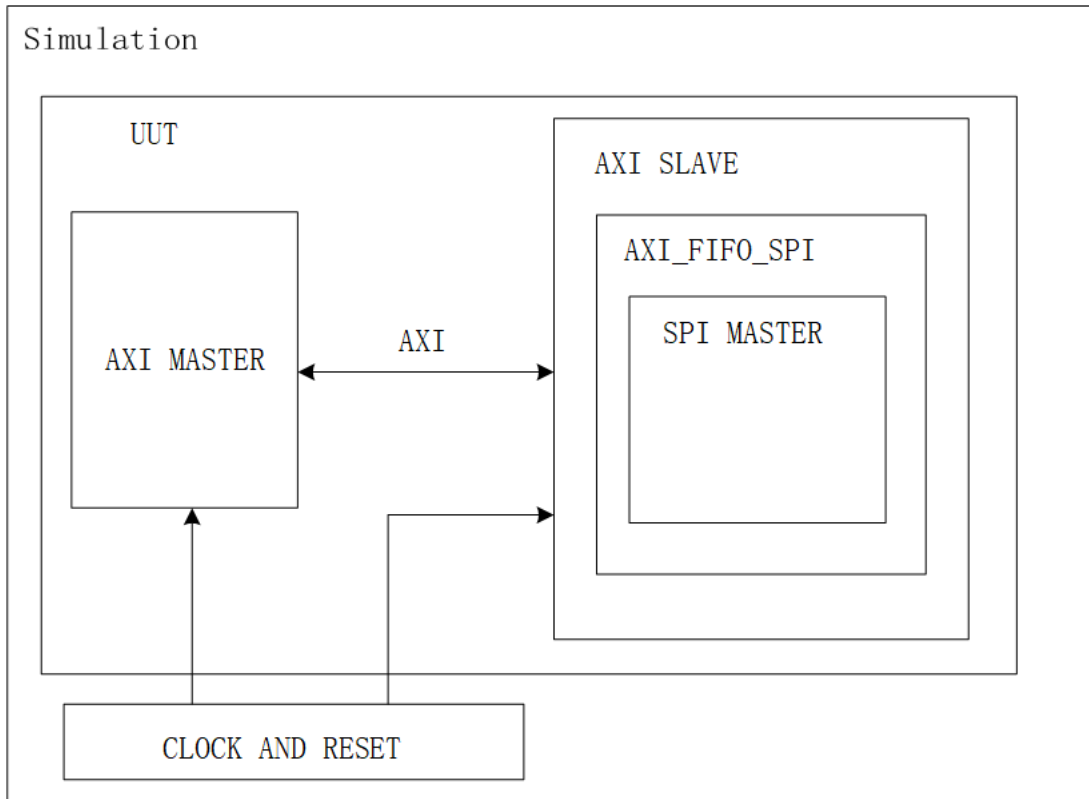 Simulation
UUT
AXI SLAVE
AXI_FIFO_SPI
SPI MASTER
AXI
AXI MASTER
CLOCK AND RESET